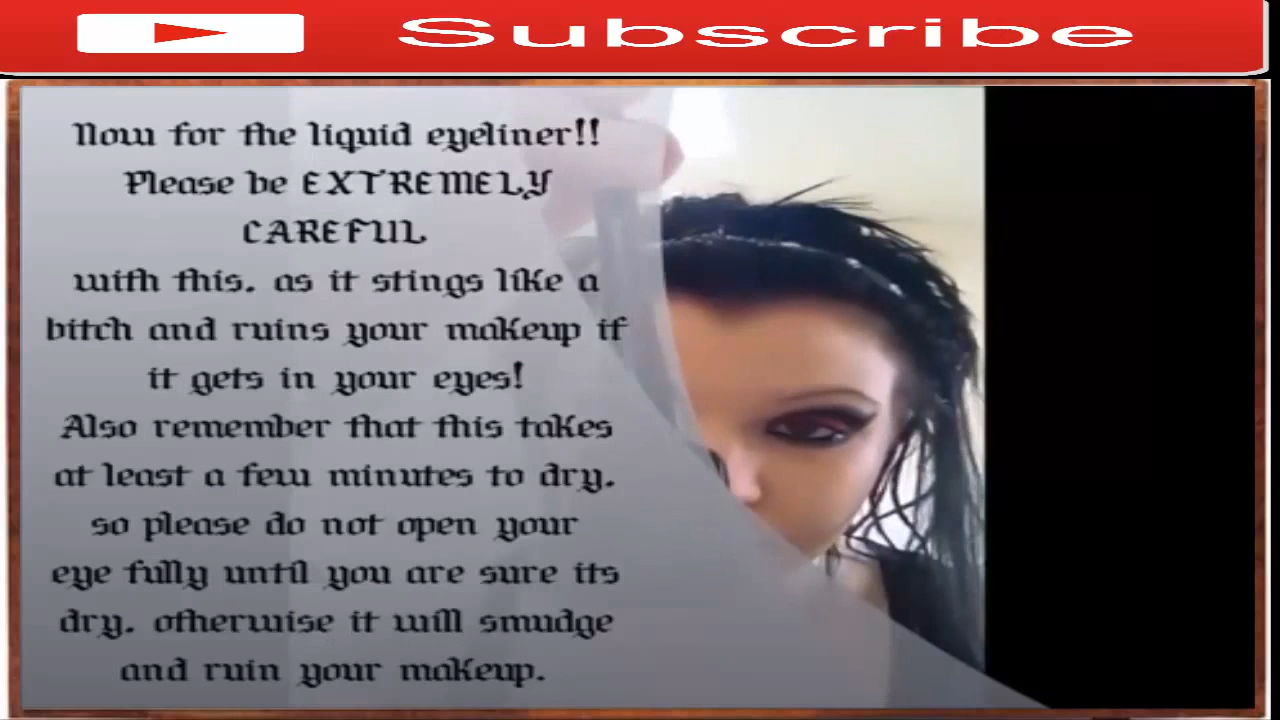 Subscribe
Now for the liquid eyeliner!!
Please be EXTREMELY
CAREFUL
with this. as it stings like a
bitch and ruins your makeup if
it gets in your eyes!
Also remember that this takes
at least a few minutes to dry.
so please do not open your
eye fully until you are sure its
dry. otherwise it will smudge
and ruin your makeup.